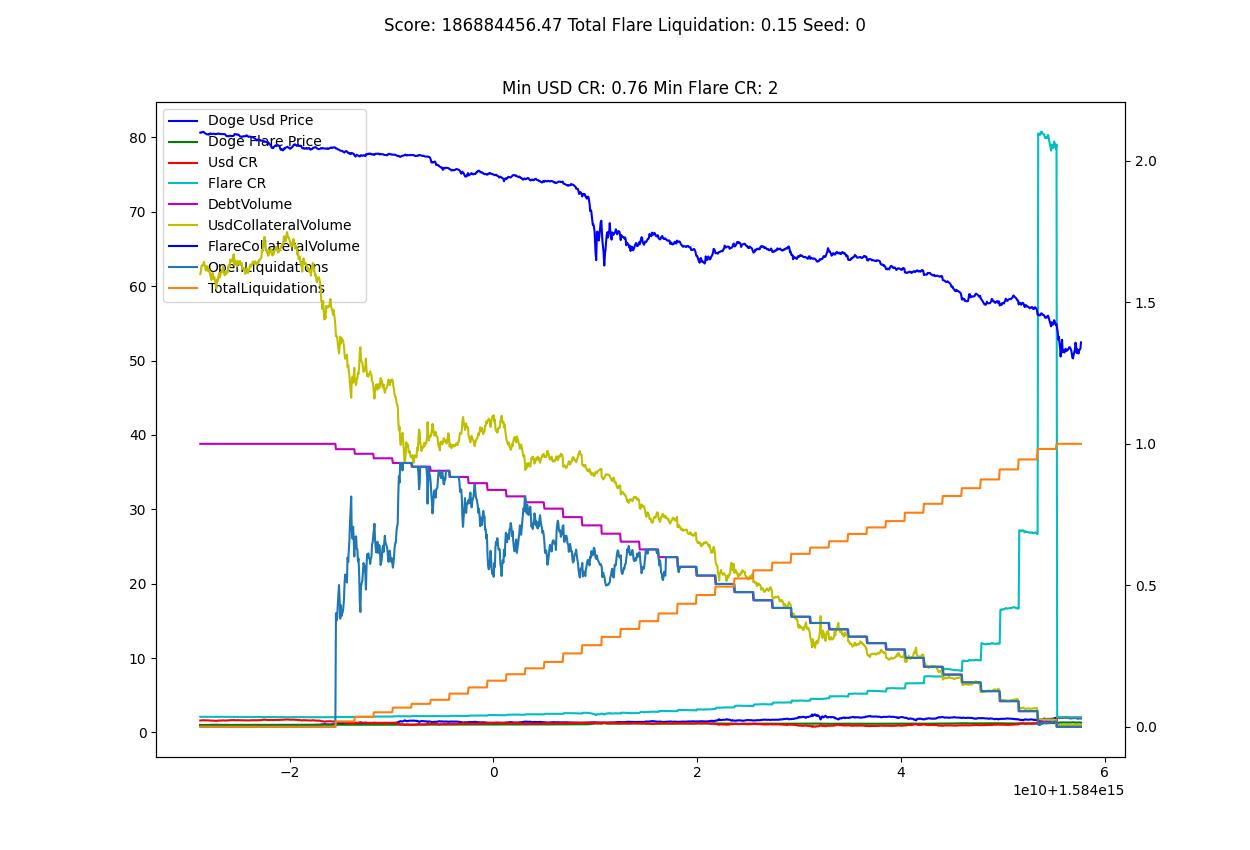 Score: 186884456.47 Total Flare Liquidation: 0.15 Seed: 0
Min USD CR: 0.76 Min Flare CR: 2
Doge Usd Price
Doge Flare Price
Usd CR
Flare CR
DebtVolume
UsdCollateralVolume
FlareCollateralVolume
OpenLiquidations
TotalLiquidations
80
70
60
50
40
30
20
10
0
2.0
1.5
1.0
0.5
0.0
−2
0
2
4
6
1e10+1.584e15